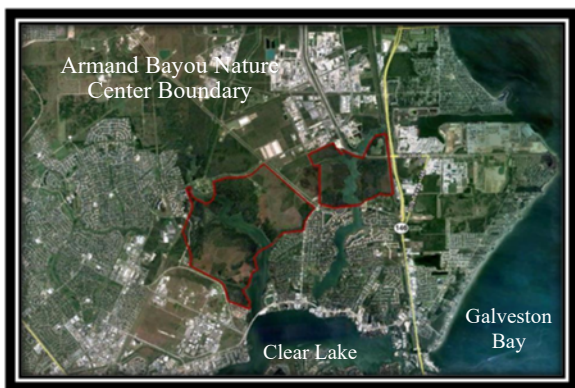 Armand Bayou Nature
Center Boundary
146
Galveston
Bay
Clear Lake